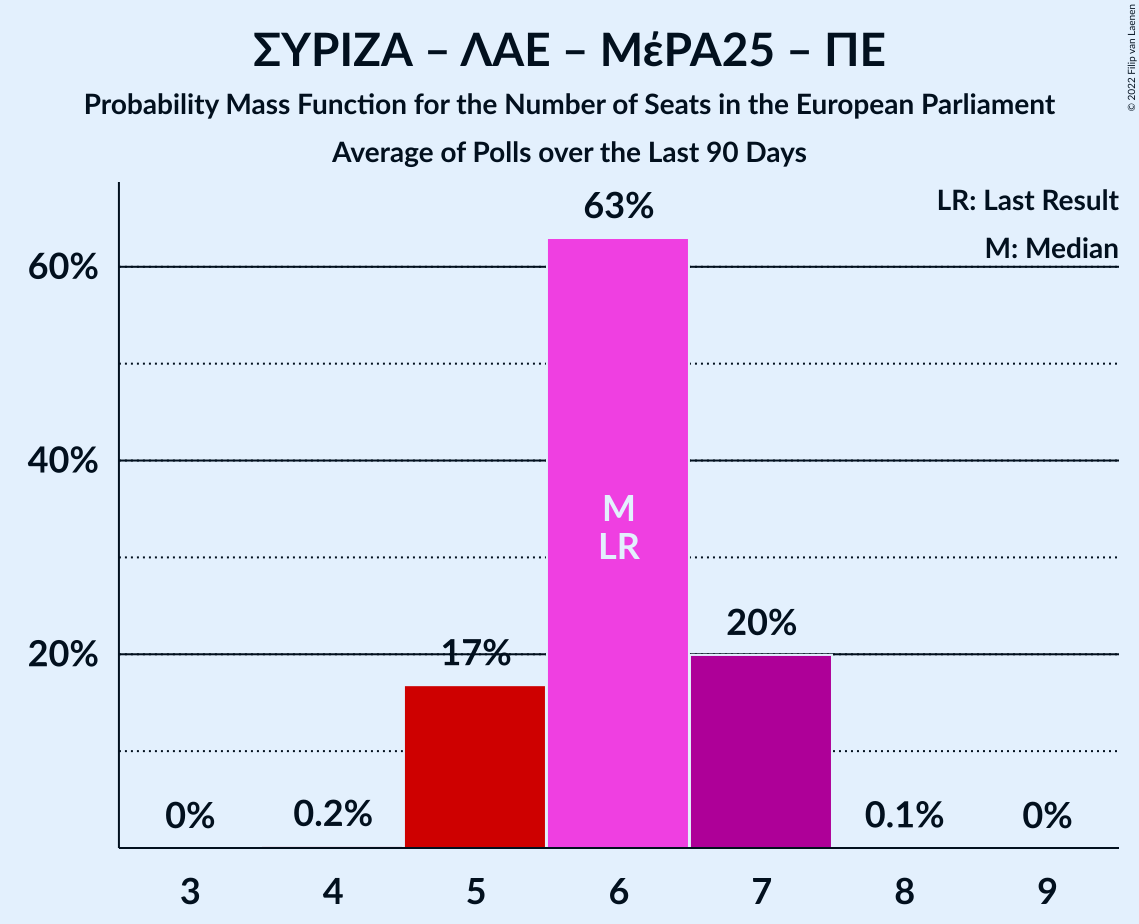 ΣΥΡΙΖΑ – ΛΑΕ – ΜέΡΑ25 – ΠΕ
Probability Mass Function for the Number of Seats in the European Parliament
Average of Polls over the Last 90 Days
© 2022 Filip van Laenen
LR: Last Result
M: Median
63%
60%
40%
M
LR
20%
20%
17%
0%
0.2%
0.1%
0%
3 4 5 6 7 8 9